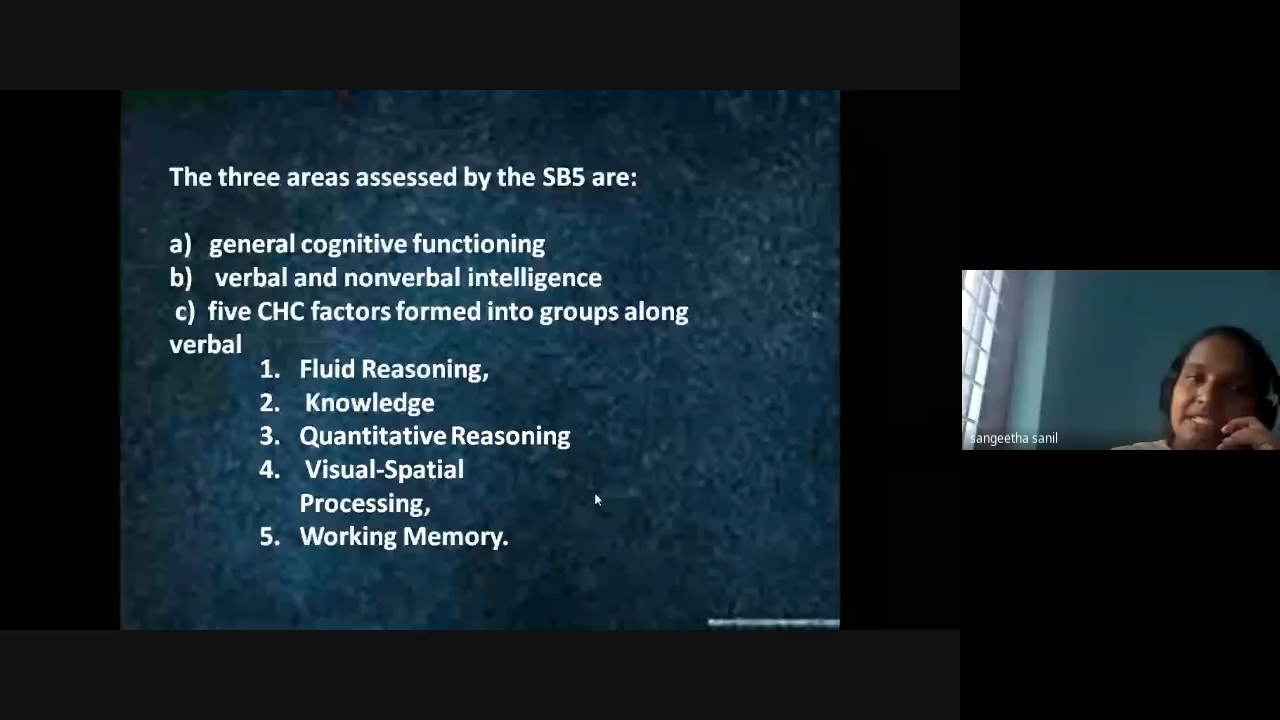 The three areas assessed by the SB5 are:
a) general cognitive functioning
b) verbal and nonverbal intelligence
c) five CHC factors formed into groups along
verbal
1. Fluid Reasoning,
2. Knowledge
3. Quantitative Reasoning
4. Visual-Spatial
Processing,
5. Working Memory.
sangeetha sanil